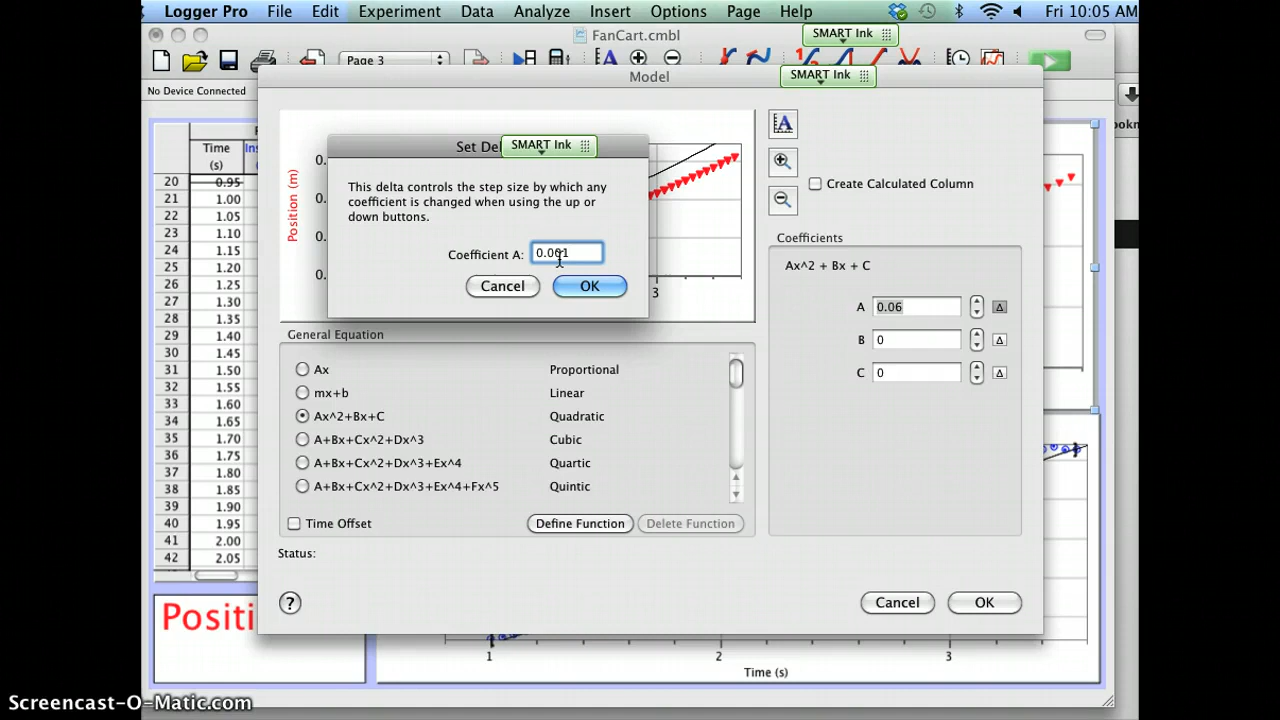 Logger Pro File Edit Experiment Data Analyze Insert Options Page Help Fri 10:05 AM
FanCart.cmbl
SMART Ink
Page 3
No Device Connected
Model
SMART Ink
Time
(s)
20 0.95
21 1.00
22 1.05
23 1.10
24 1.15
25 1.20
26 1.25
27 1.30
28 1.35
29 1.40
30 1.45
31 1.50
32 1.55
33 1.60
34 1.65
35 1.70
36 1.75
37 1.80
38 1.85
39 1.90
40 1.95
41 2.00
42 2.05
Positi
Position (m)
0.
0.
0.
0.
3
Set Del
SMART Ink
This delta controls the step size by which any
coefficient is changed when using the up or
down buttons.
Coefficient A: 0.001
Cancel OK
Create Calculated Column
Coefficients
Ax^2 + Bx + C
A 0.06 Δ
B 0 Δ
C 0 Δ
General Equation
Ax Proportional
mx+b Linear
Ax^2+Bx+C Quadratic
A+Bx+Cx^2+Dx^3 Cubic
A+Bx+Cx^2+Dx^3+Ex^4 Quartic
A+Bx+Cx^2+Dx^3+Ex^4+Fx^5 Quintic
Time Offset Define Function Delete Function
Status:
? Cancel OK
1 2 3
Time (s)
Screencast-O-Matic.com